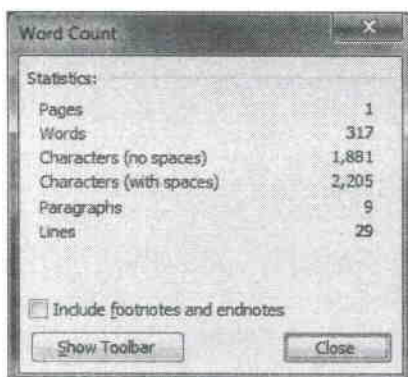 Word Count
Statistics:
Pages 1
Words 317
Characters (no spaces) 1,881
Characters (with spaces) 2,205
Paragraphs 9
Lines 29
Include footnotes and endnotes
Show Toolbar Close